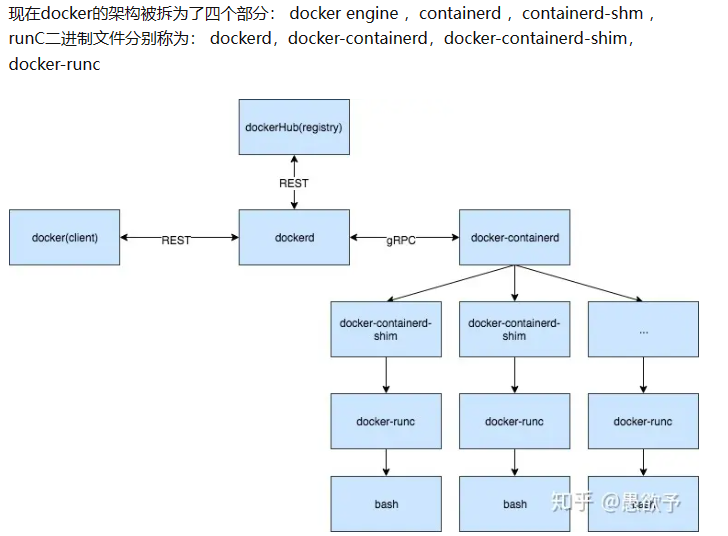 现在docker的架构被拆为了四个部分： docker engine ，containerd ，containerd-shm ，
runC二进制文件分别称为： dockerd，docker-containerd，docker-containerd-shim，
docker-runc
dockerHub(registry)
REST
docker(client)
REST
dockerd
gRPC
docker-containerd
docker-containerd-
shim
docker-containerd-
shim
...
docker-runc
docker-runc
docker-runc
bash
bash
bash
知乎 @愚欲予